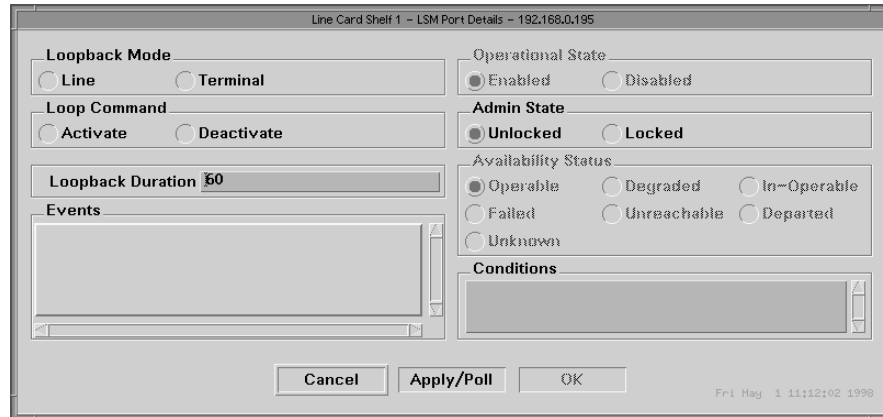 Line Card Shelf 1 – LSM Port Details – 192.168.0.195
Loopback Mode
Line Terminal
Loop Command
Activate Deactivate
Loopback Duration 60
Events
Operational State
Enabled Disabled
Admin State
Unlocked Locked
Availability Status
Operable Degraded In-Operable
Failed Unreachable Departed
Unknown
Conditions
Cancel Apply/Poll OK
Fri May 1 11:12:02 1998